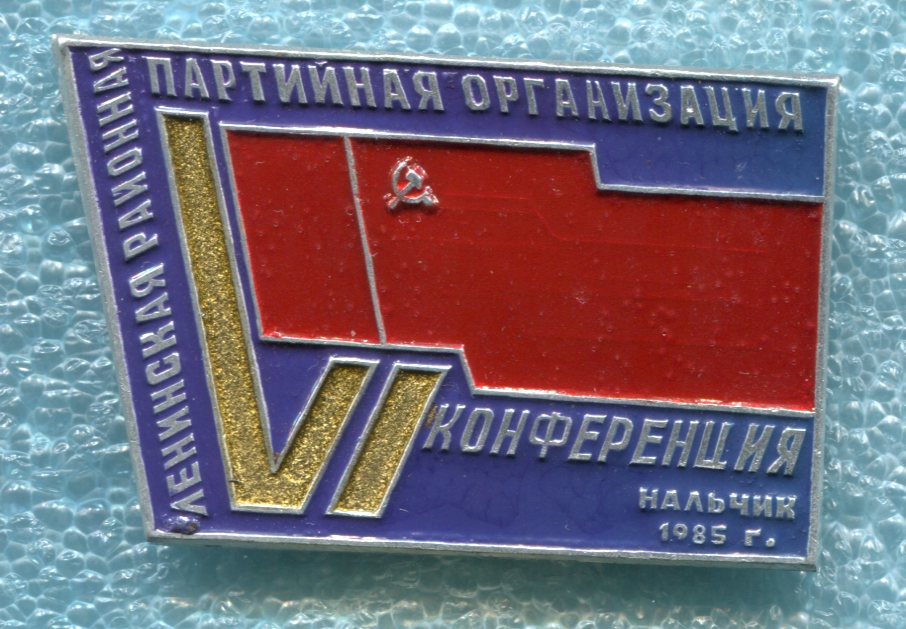 ЛЕНИНСКАЯ РАЙОННАЯ
ПАРТИЙНАЯ ОРГАНИЗАЦИЯ
VI
КОНФЕРЕНЦИЯ
НАЛЬЧИК
1985 г.